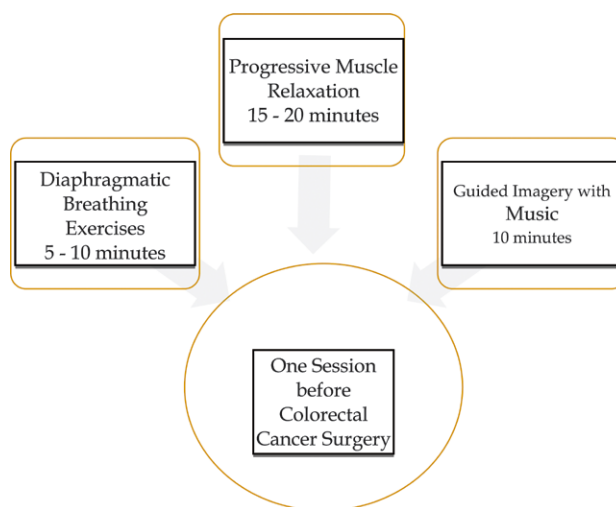 Progressive Muscle
Relaxation
15 - 20 minutes
Diaphragmatic
Breathing
Exercises
5 - 10 minutes
Guided Imagery with
Music
10 minutes
One Session
before
Colorectal
Cancer Surgery